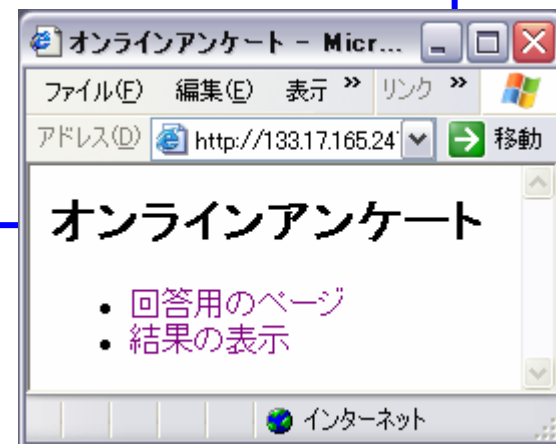 オンラインアンケート - Micr...
ファイル(F) 編集(E) 表示 » リンク »
アドレス(D) http://133.17.165.24 移動
オンラインアンケート
• 回答用のページ
• 結果の表示
インターネット